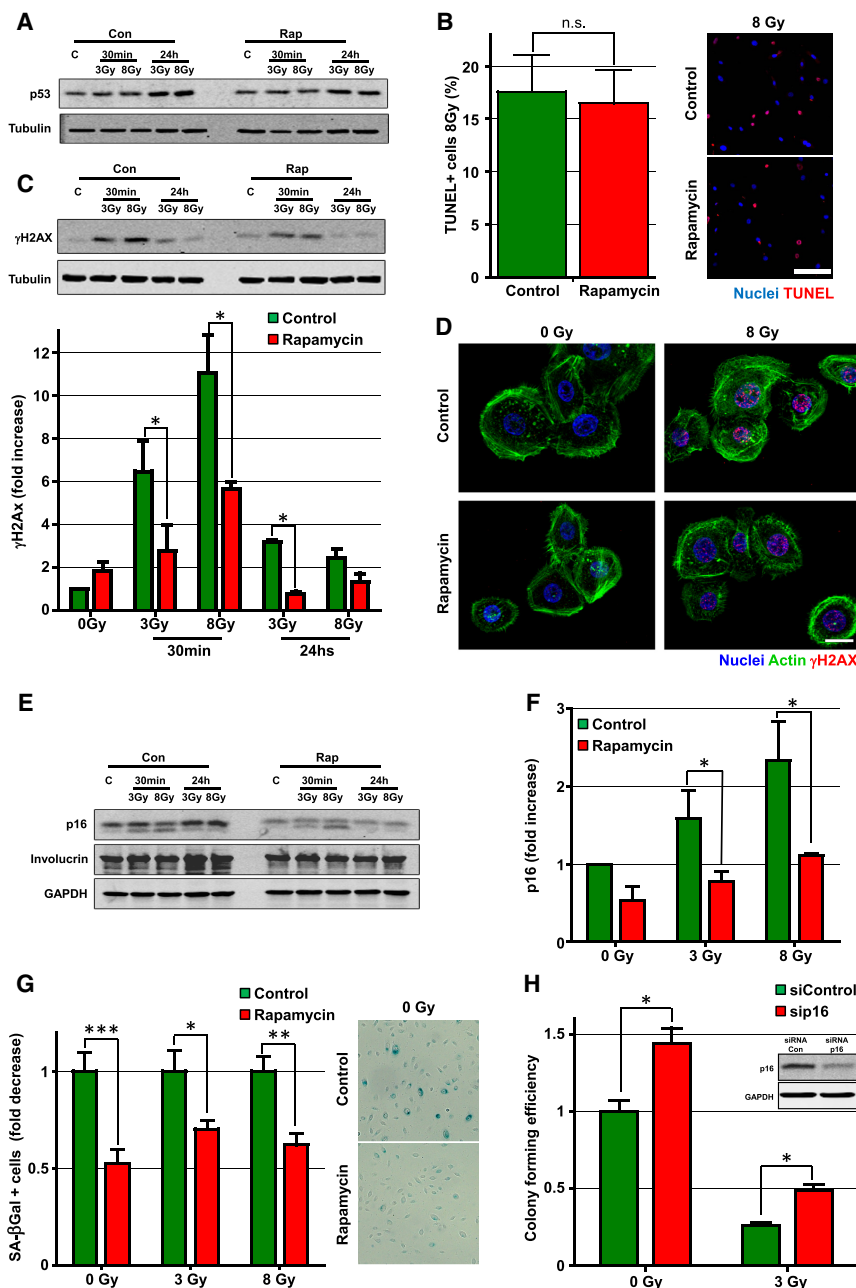 A
Con
Rap
C
30min
24h
C
30min
24h
3Gy 8Gy 3Gy 8Gy
3Gy 8Gy 3Gy 8Gy
p53
Tubulin
B
n.s.
TUNEL+ cells 8Gy (%)
20
15
10
5
0
Control
Rapamycin
8 Gy
Control
Rapamycin
Nuclei TUNEL
C
Con
Rap
C
30min
24h
C
30min
24h
3Gy 8Gy 3Gy 8Gy
3Gy 8Gy 3Gy 8Gy
γH2AX
Tubulin
Control
Rapamycin
γH2Ax (fold increase)
12
10
8
6
4
2
0
*
*
*
0Gy
3Gy
8Gy
3Gy
8Gy
30min
24hs
D
0 Gy
8 Gy
Control
Rapamycin
Nuclei Actin γH2AX
E
Con
Rap
C
30min
24h
C
30min
24h
3Gy 8Gy 3Gy 8Gy
3Gy 8Gy 3Gy 8Gy
p16
Involucrin
GAPDH
F
Control
Rapamycin
p16 (fold increase)
3
2
1
0
*
*
0 Gy
3 Gy
8 Gy
G
Control
Rapamycin
SA-βGal + cells (fold decrease)
1
0.5
0
***
*
**
0 Gy
3 Gy
8 Gy
0 Gy
Control
Rapamycin
H
siControl
sip16
Colony forming efficiency
1.5
1
0.5
0
*
*
0 Gy
3 Gy
siRNA Con
siRNA p16
p16
GAPDH